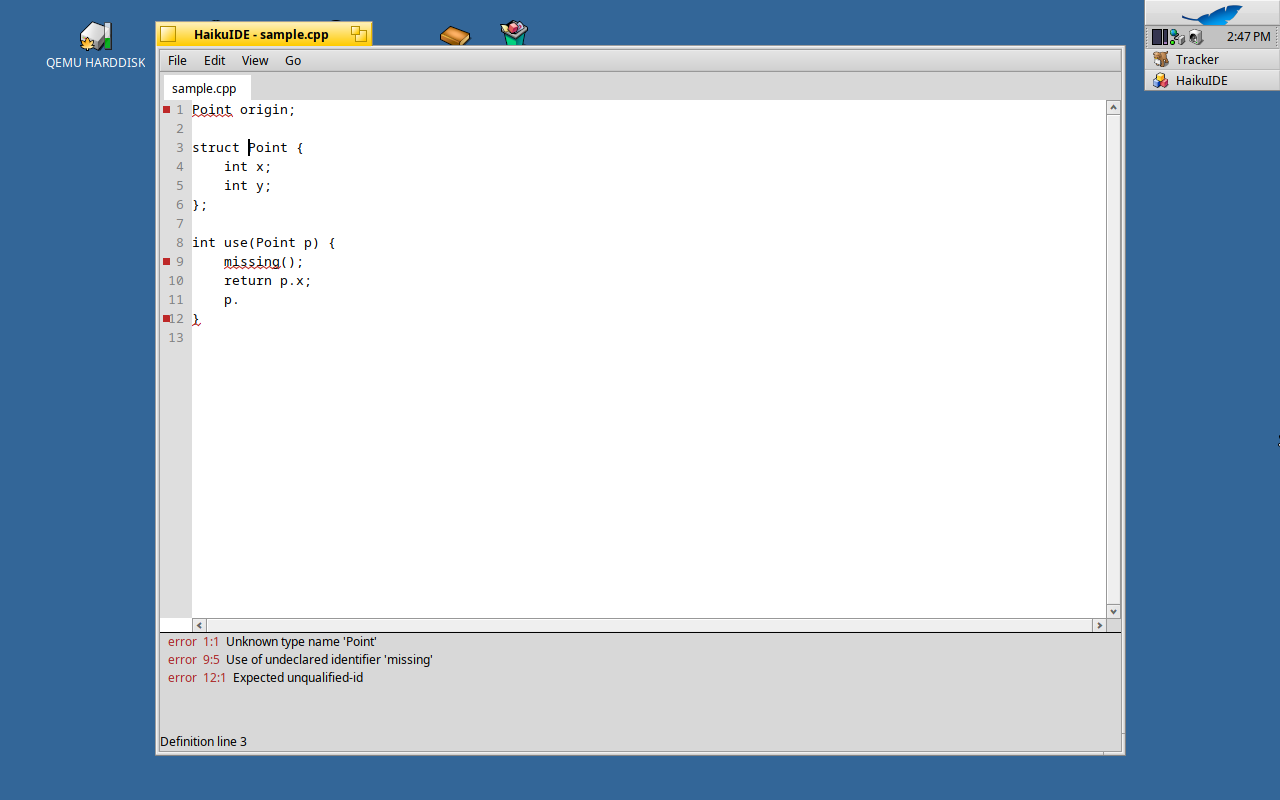 QEMU HARDDISK
HaikuIDE - sample.cpp
2:47 PM
Tracker
HaikuIDE
File Edit View Go
sample.cpp
1 Point origin;
2
3 struct Point {
4     int x;
5     int y;
6 };
7
8 int use(Point p) {
9     missing();
10     return p.x;
11     p.
12 }
13
error 1:1 Unknown type name 'Point'
error 9:5 Use of undeclared identifier 'missing'
error 12:1 Expected unqualified-id
Definition line 3